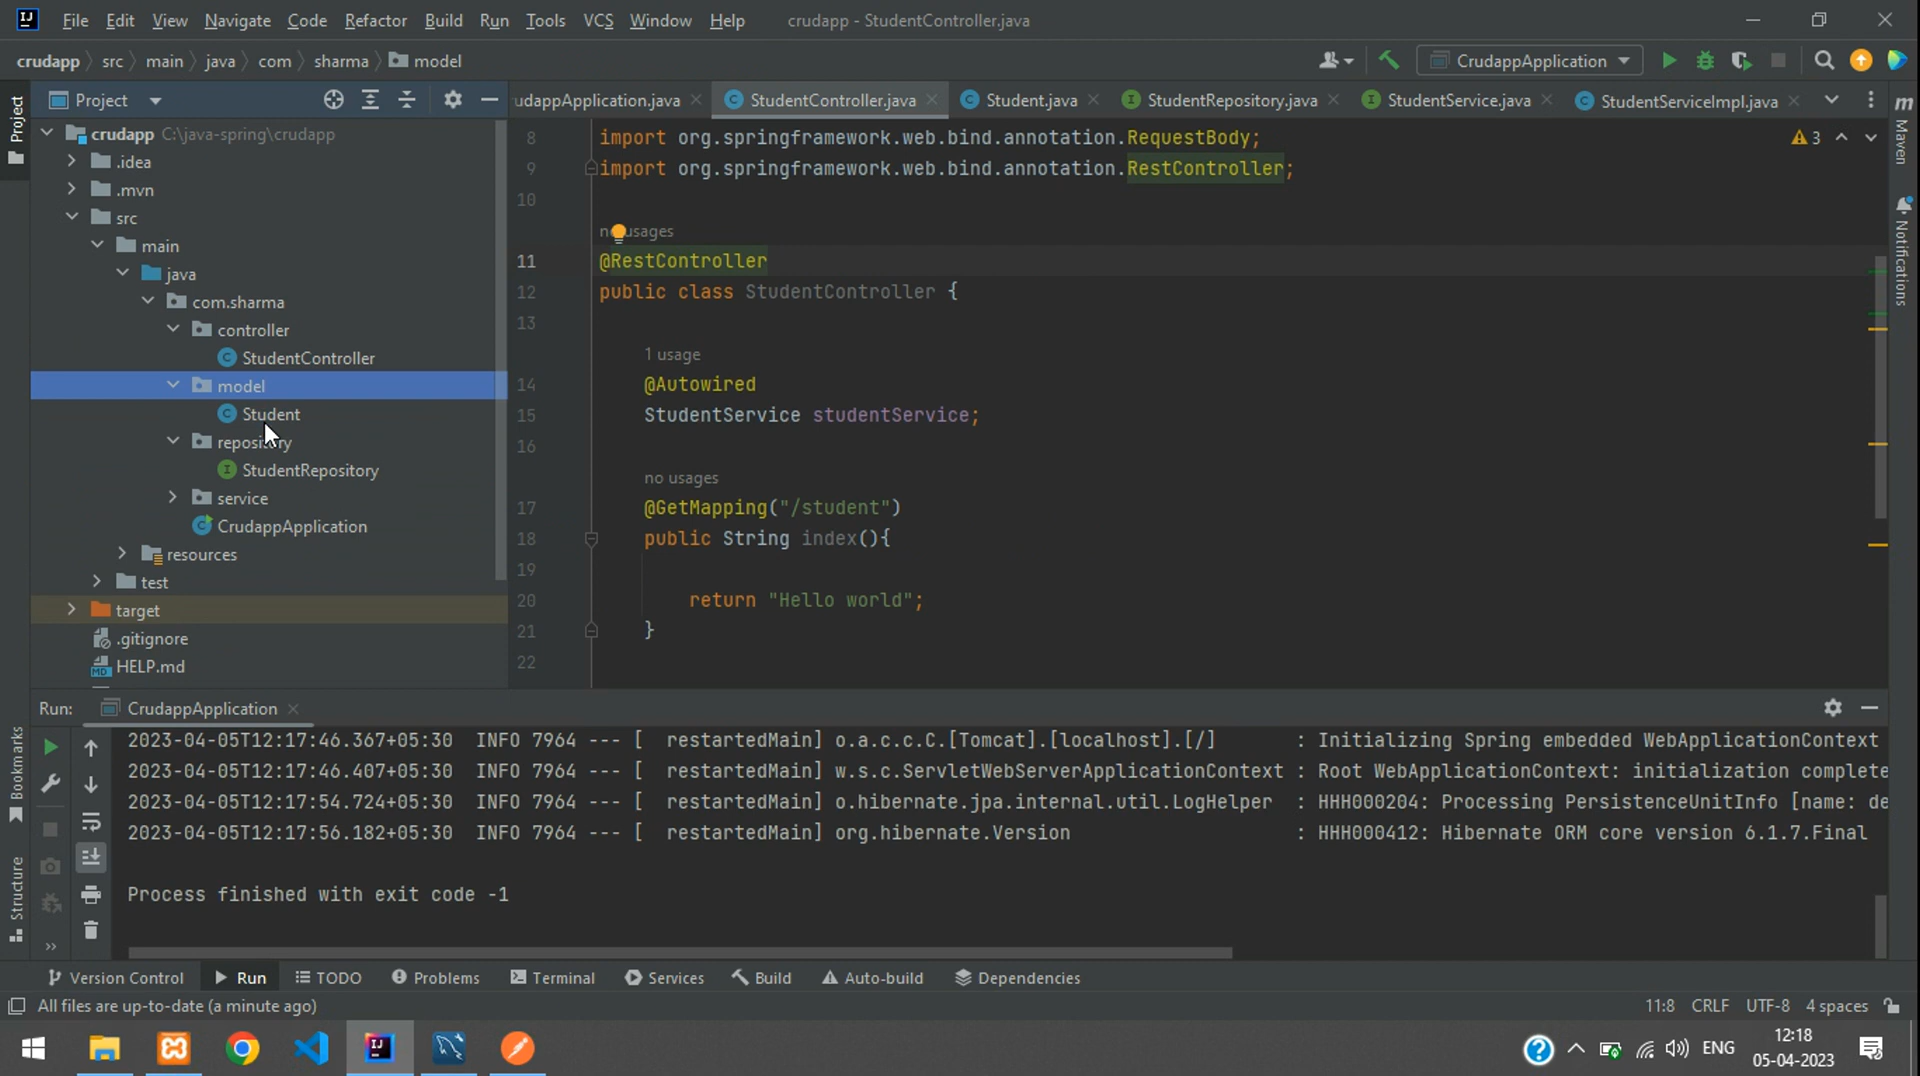 IJ File Edit View Navigate Code Refactor Build Run Tools VCS Window Help crudapp - StudentController.java
crudapp src main java com sharma model CrudappApplication
Project udappApplication.java StudentController.java Student.java StudentRepository.java StudentService.java StudentServiceImpl.java
Project
m Maven
Notifications
crudapp C:\java-spring\crudapp
.idea
.mvn
src
main
java
com.sharma
controller
StudentController
model
Student
repository
StudentRepository
service
CrudappApplication
resources
test
target
.gitignore
HELP.md
3
8 import org.springframework.web.bind.annotation.RequestBody;
9 import org.springframework.web.bind.annotation.RestController;
10
usages
11 @RestController
12 public class StudentController {
13
1 usage
14 @Autowired
15 StudentService studentService;
16
no usages
17 @GetMapping("/student")
18 public String index(){
19
20 return "Hello world";
21 }
22
Run: CrudappApplication
Bookmarks
Structure
2023-04-05T12:17:46.367+05:30 INFO 7964 --- [ restartedMain] o.a.c.c.C.[Tomcat].[localhost].[/] : Initializing Spring embedded WebApplicationContext
2023-04-05T12:17:46.407+05:30 INFO 7964 --- [ restartedMain] w.s.c.ServletWebServerApplicationContext : Root WebApplicationContext: initialization complete
2023-04-05T12:17:54.724+05:30 INFO 7964 --- [ restartedMain] o.hibernate.jpa.internal.util.LogHelper : HHH000204: Processing PersistenceUnitInfo [name: de
2023-04-05T12:17:56.182+05:30 INFO 7964 --- [ restartedMain] org.hibernate.Version : HHH000412: Hibernate ORM core version 6.1.7.Final
Process finished with exit code -1
Version Control Run TODO Problems Terminal Services Build Auto-build Dependencies
All files are up-to-date (a minute ago) 11:8 CRLF UTF-8 4 spaces
IJ ENG 12:18
05-04-2023